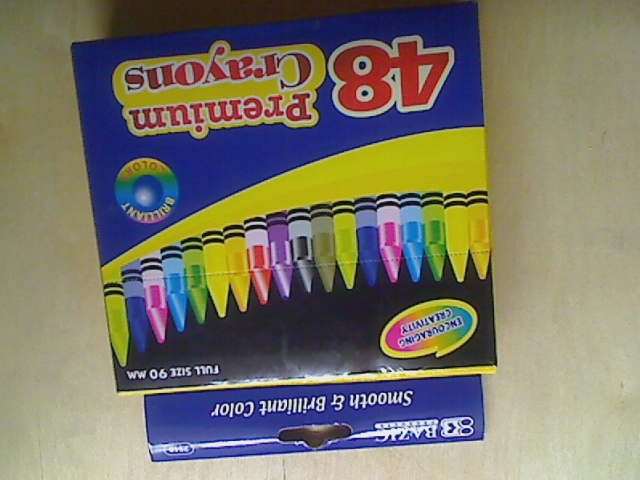 BAZIC
Smooth & Brilliant Color
FULL SIZE 90 MM
ENCOURAGING
CREATIVITY
BRILLIANT
COLOR
48
Premium
Crayons